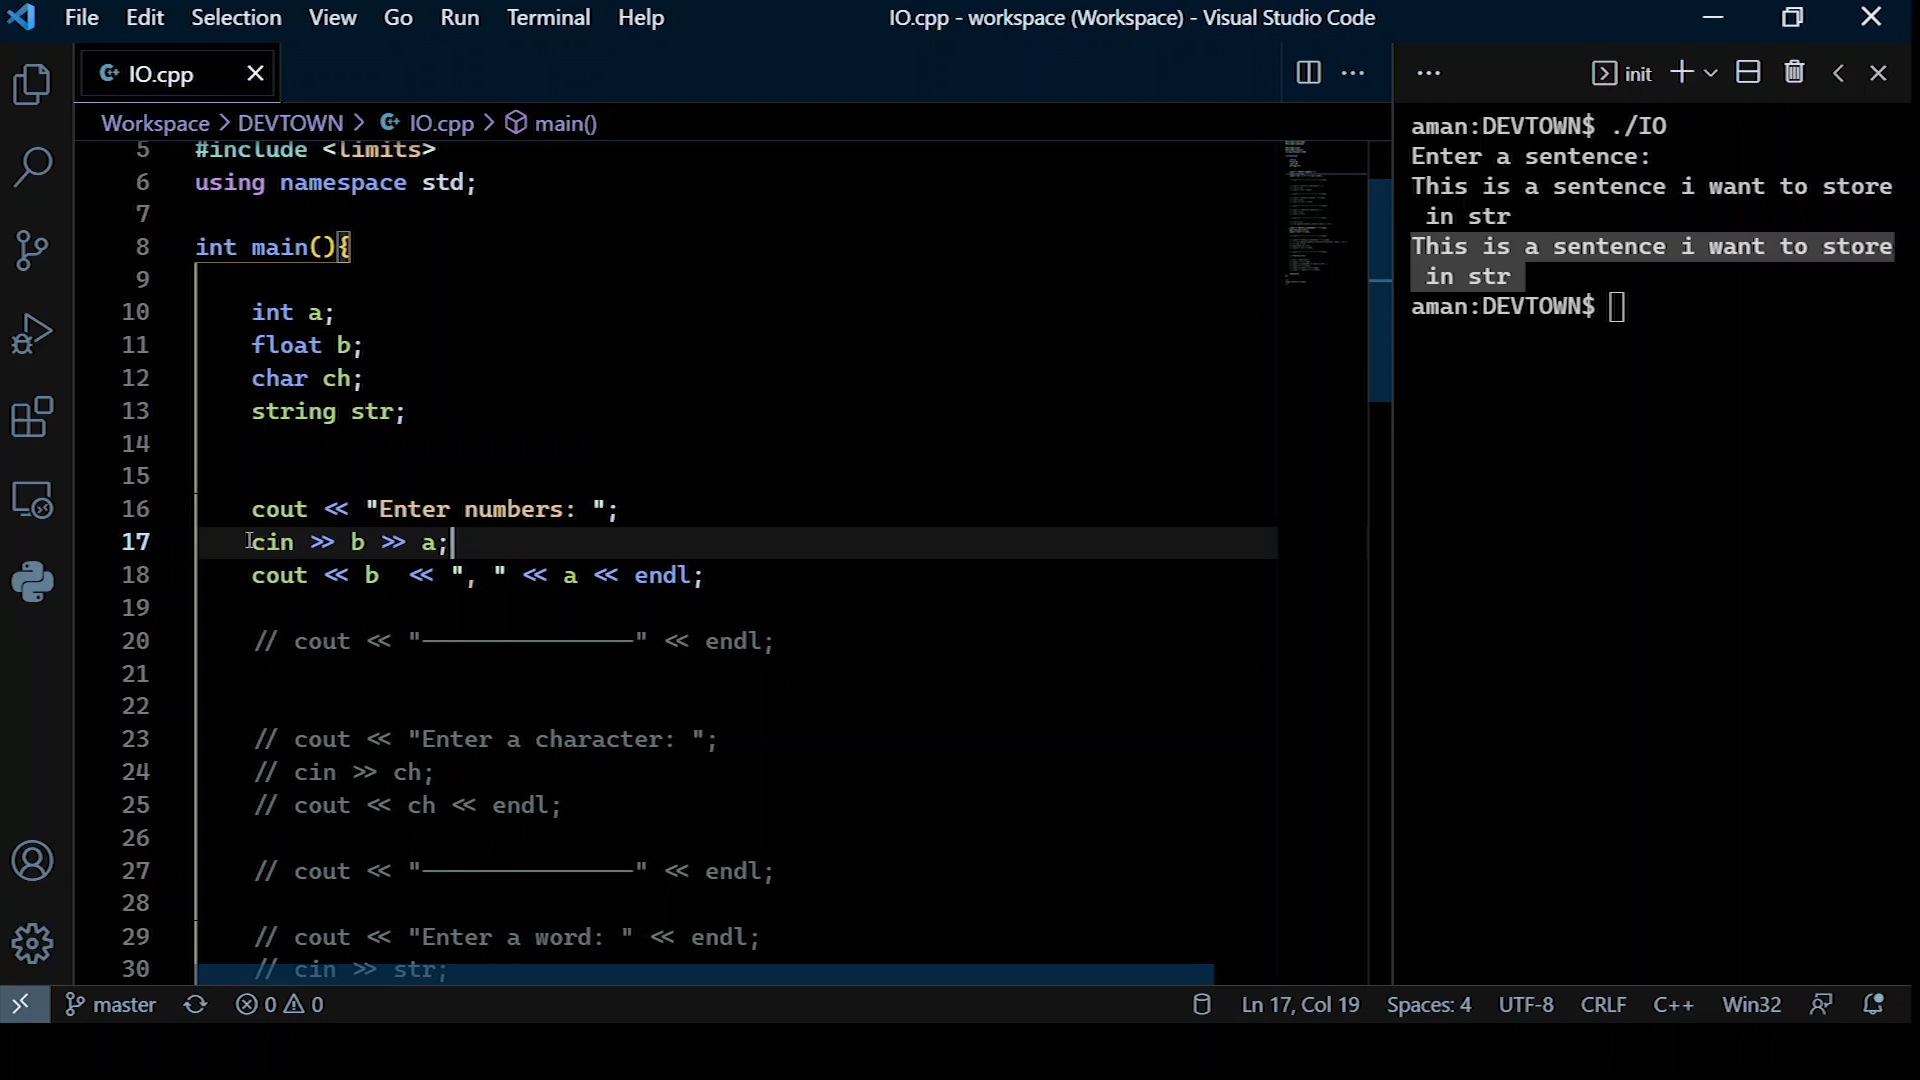 File Edit Selection View Go Run Terminal Help
IO.cpp - workspace (Workspace) - Visual Studio Code
IO.cpp
Workspace > DEVTOWN > IO.cpp > main()
5 #include <limits>
6 using namespace std;
7
8 int main(){
9
10 int a;
11 float b;
12 char ch;
13 string str;
14
15
16 cout << "Enter numbers: ";
17 cin >> b >> a;
18 cout << b  << ", " << a << endl;
19
20 // cout << "---------------" << endl;
21
22
23 // cout << "Enter a character: ";
24 // cin >> ch;
25 // cout << ch << endl;
26
27 // cout << "---------------" << endl;
28
29 // cout << "Enter a word: " << endl;
30 // cin >> str;
init
aman:DEVTOWN$ ./IO
Enter a sentence:
This is a sentence i want to store
in str
This is a sentence i want to store
in str
aman:DEVTOWN$
master 0 0 Ln 17, Col 19 Spaces: 4 UTF-8 CRLF C++ Win32